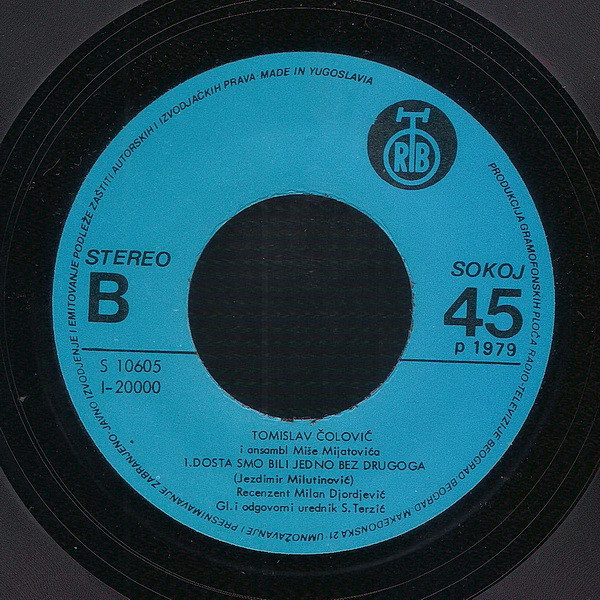 UMNOŽAVANJE I PRESNIMAVANJE ZABRANJENO·JAVNO IZVODJENJE I EMITOVANJE PODLEŽE ZAŠTITI AUTORSKIH I IZVODJAČKIH PRAVA·MADE IN YUGOSLAVIA
PRODUKCIJA GRAMOFONSKIH PLOČA RADIO-TELEVIZIJE BEOGRAD BEOGRAD, MAKEDONSKA 21·
RTB
STEREO
B
SOKOJ
45
p 1979
S 10605
I-20000
TOMISLAV ČOLOVIĆ
i ansambl Miše Mijatovića
1.DOSTA SMO BILI JEDNO BEZ DRUGOGA
(Jezdimir Milutinović)
Recenzent Milan Djordjević
Gl. i odgovorni urednik S. Terzić